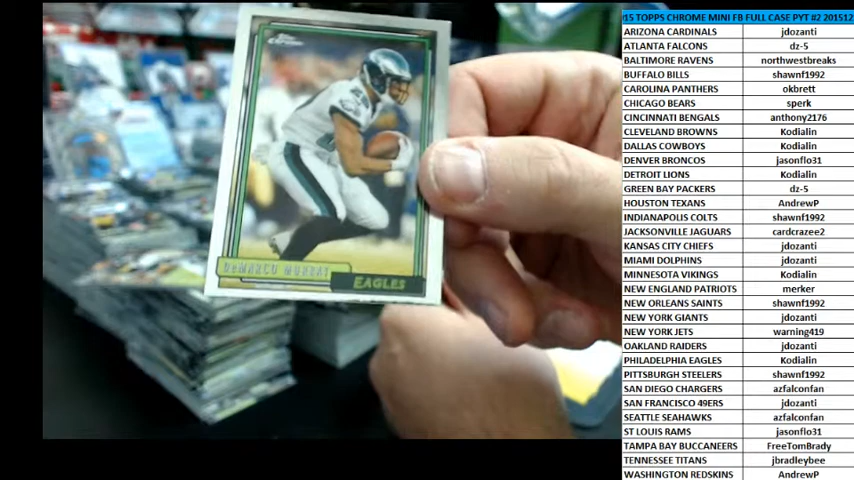 Topps
Chrome
DeMARCO MURRAY
EAGLES
15 TOPPS CHROME MINI FB FULL CASE PYT #2 201512
ARIZONA CARDINALS jdozanti
ATLANTA FALCONS dz-5
BALTIMORE RAVENS northwestbreaks
BUFFALO BILLS shawnf1992
CAROLINA PANTHERS okbrett
CHICAGO BEARS sperk
CINCINNATI BENGALS anthony2176
CLEVELAND BROWNS Kodialin
DALLAS COWBOYS Kodialin
DENVER BRONCOS jasonflo31
DETROIT LIONS Kodialin
GREEN BAY PACKERS dz-5
HOUSTON TEXANS AndrewP
INDIANAPOLIS COLTS shawnf1992
JACKSONVILLE JAGUARS cardcrazee2
KANSAS CITY CHIEFS jdozanti
MIAMI DOLPHINS jdozanti
MINNESOTA VIKINGS Kodialin
NEW ENGLAND PATRIOTS merker
NEW ORLEANS SAINTS shawnf1992
NEW YORK GIANTS jdozanti
NEW YORK JETS warning419
OAKLAND RAIDERS jdozanti
PHILADELPHIA EAGLES Kodialin
PITTSBURGH STEELERS shawnf1992
SAN DIEGO CHARGERS azfalconfan
SAN FRANCISCO 49ERS jdozanti
SEATTLE SEAHAWKS azfalconfan
ST LOUIS RAMS jasonflo31
TAMPA BAY BUCCANEERS FreeTomBrady
TENNESSEE TITANS jbradleybee
WASHINGTON REDSKINS AndrewP